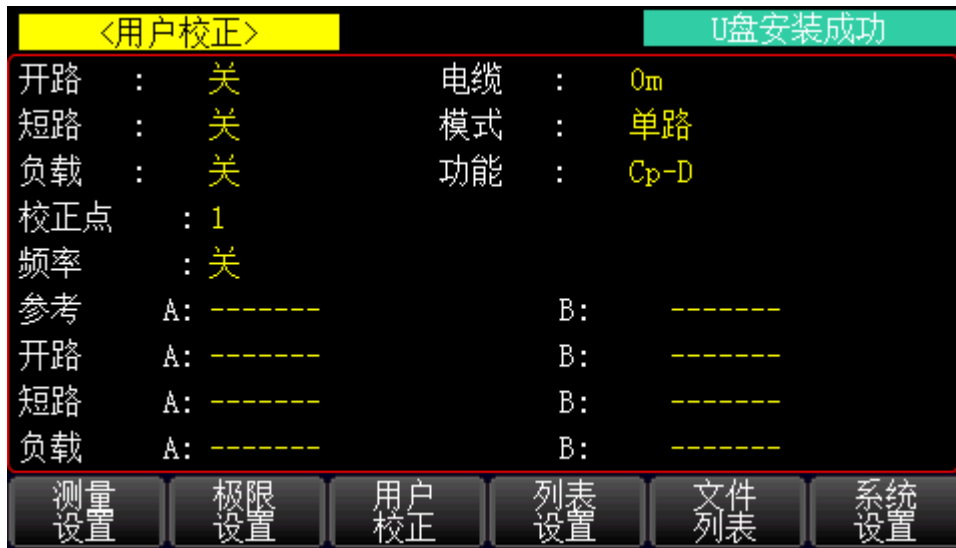 <用户校正> U盘安装成功
开路 : 关 电缆 : 0m
短路 : 关 模式 : 单路
负载 : 关 功能 : Cp-D
校正点 : 1
频率 : 关
参考 A: ------- B: -------
开路 A: ------- B: -------
短路 A: ------- B: -------
负载 A: ------- B: -------
测量 极限 用户 列表 文件 系统
设置 设置 校正 设置 列表 设置